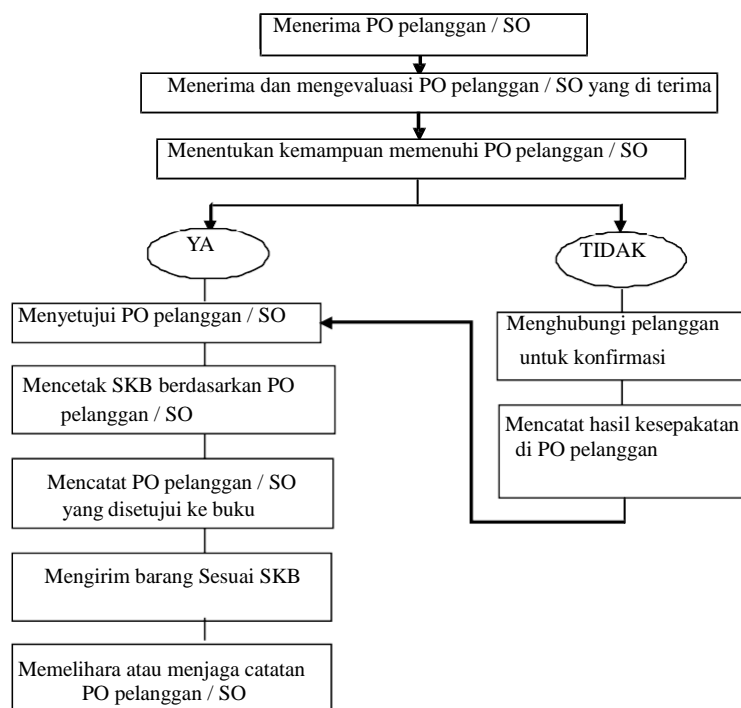 Menerima PO pelanggan / SO
Menerima dan mengevaluasi PO pelanggan / SO yang di terima
Menentukan kemampuan memenuhi PO pelanggan / SO
YA
TIDAK
Menyetujui PO pelanggan / SO
Mencetak SKB berdasarkan PO
pelanggan / SO
Mencatat PO pelanggan / SO
yang disetujui ke buku
Mengirim barang Sesuai SKB
Memelihara atau menjaga catatan
PO pelanggan / SO
Menghubungi pelanggan
untuk konfirmasi
Mencatat hasil kesepakatan
di PO pelanggan